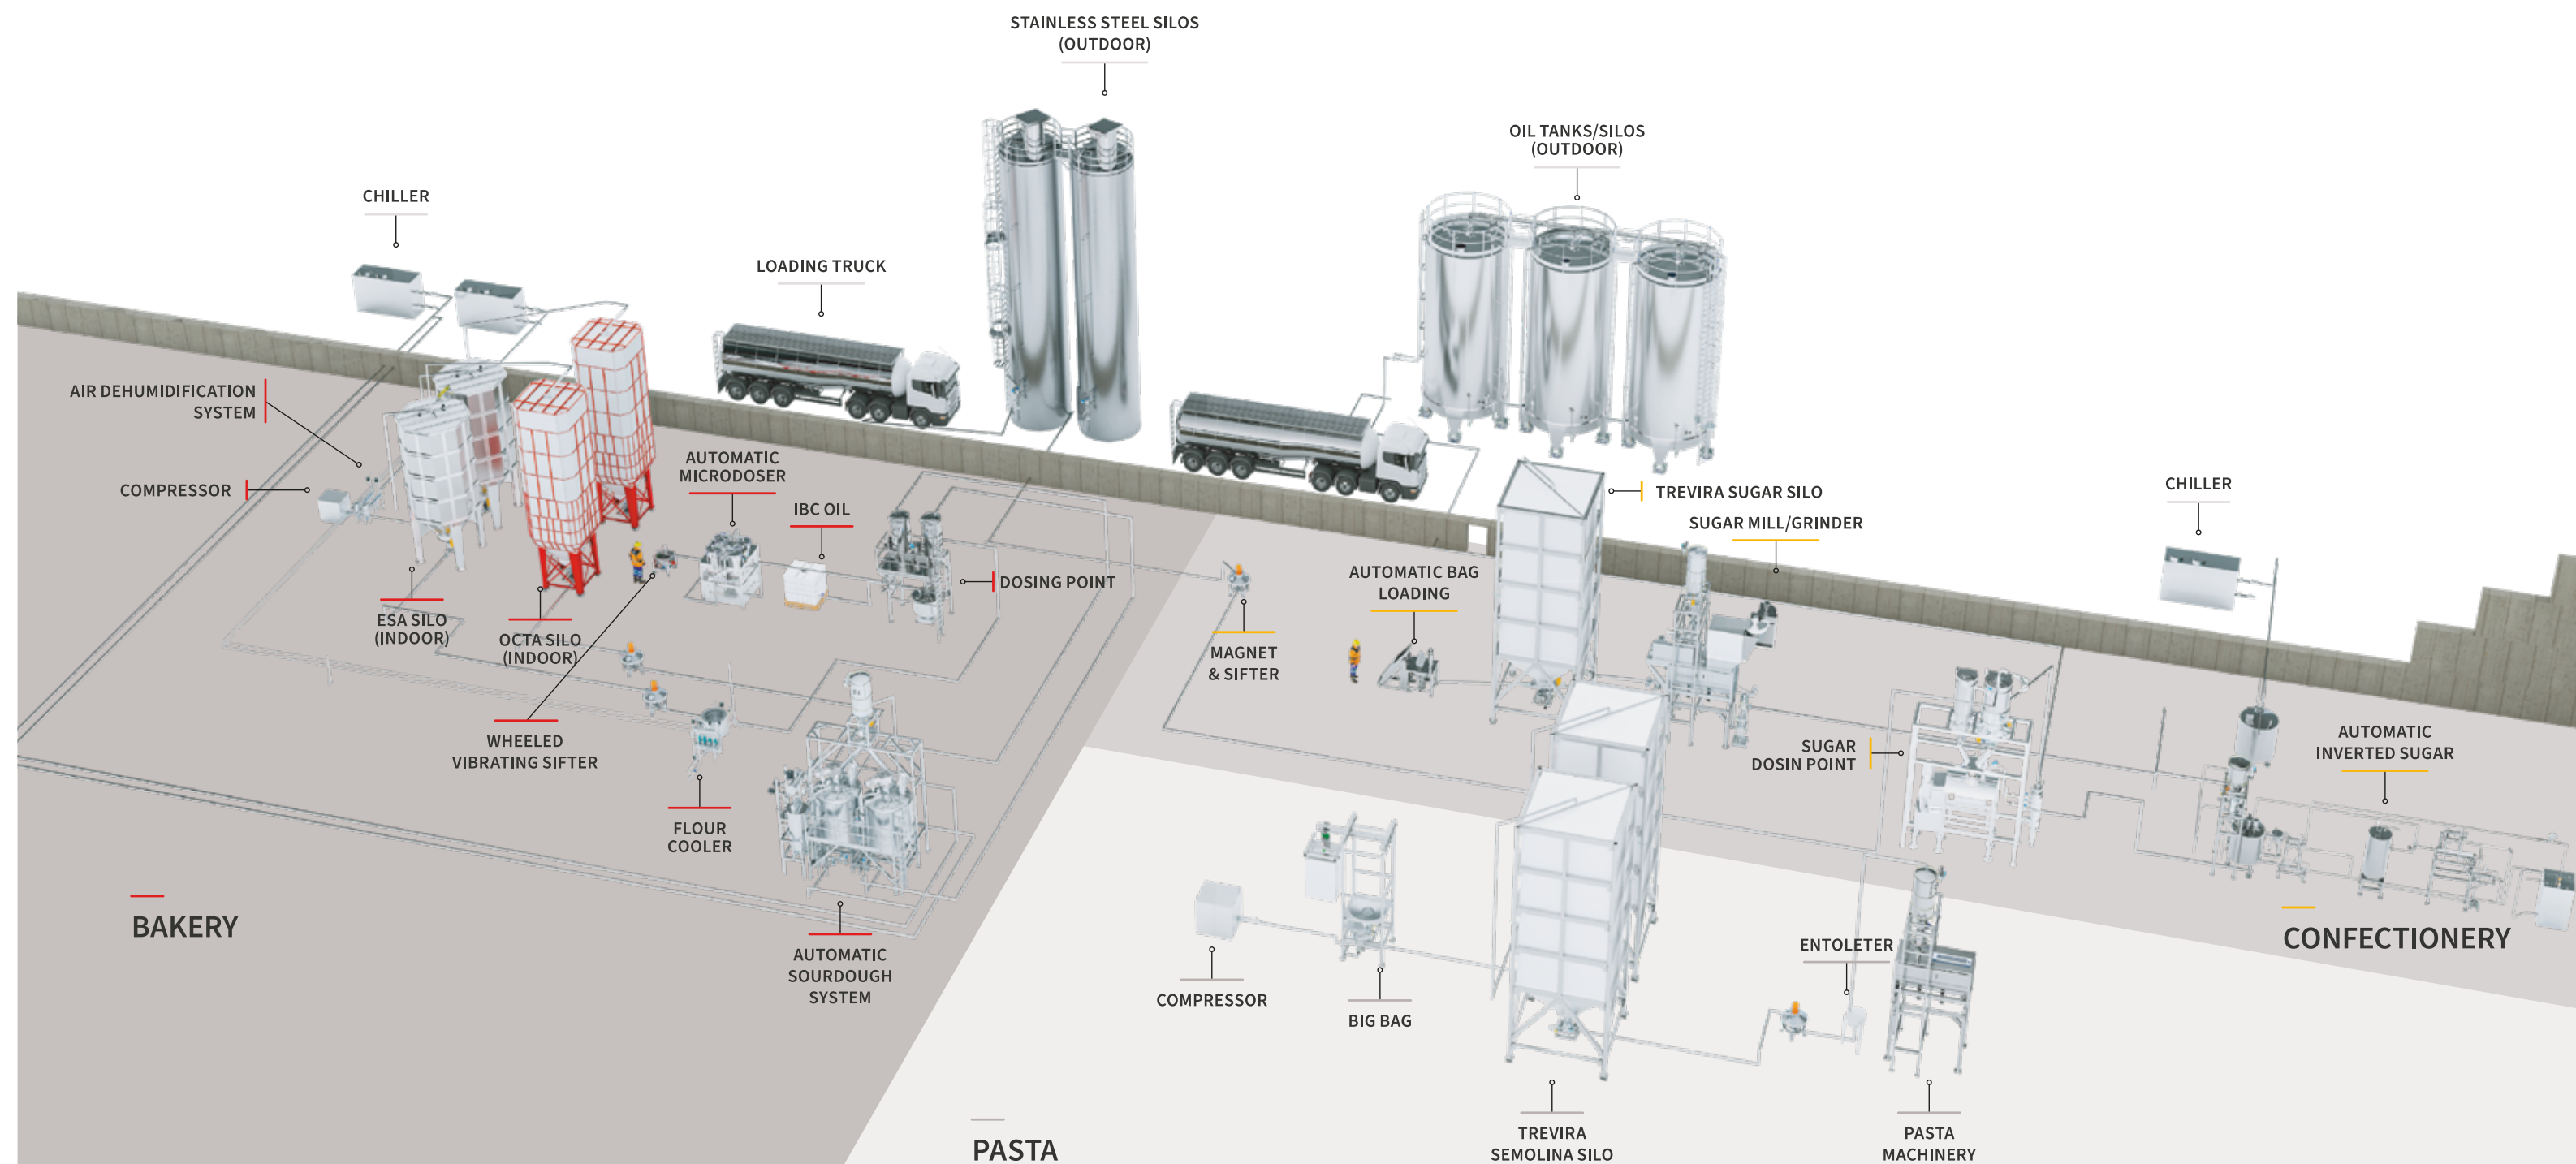 STAINLESS STEEL SILOS
(OUTDOOR)
OIL TANKS/SILOS
(OUTDOOR)
CHILLER
LOADING TRUCK
AIR DEHUMIDIFICATION
SYSTEM
COMPRESSOR
AUTOMATIC
MICRODOSER
IBC OIL
DOSING POINT
ESA SILO
(INDOOR)
OCTA SILO
(INDOOR)
WHEELED
VIBRATING SIFTER
FLOUR
COOLER
AUTOMATIC
SOURDOUGH
SYSTEM
BAKERY
TREVIRA SUGAR SILO
SUGAR MILL/GRINDER
CHILLER
AUTOMATIC BAG
LOADING
MAGNET
& SIFTER
SUGAR
DOSIN POINT
AUTOMATIC
INVERTED SUGAR
CONFECTIONERY
ENTOLETER
COMPRESSOR
BIG BAG
TREVIRA
SEMOLINA SILO
PASTA
MACHINERY
PASTA